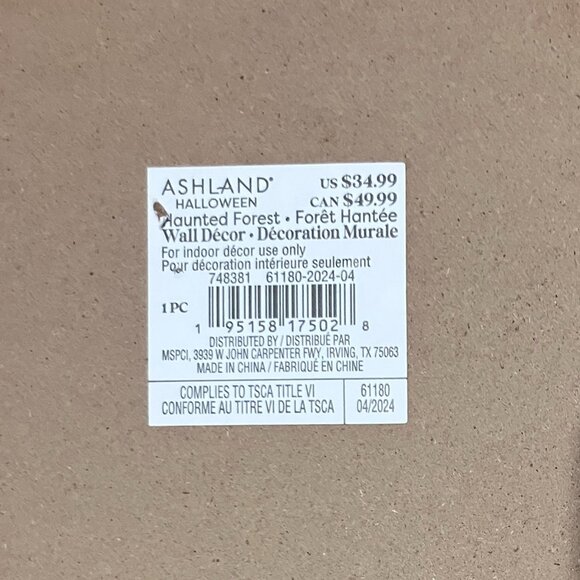 ASHLAND® US $34.99
HALLOWEEN CAN $49.99
Haunted Forest • Forêt Hantée
Wall Décor • Décoration Murale
For indoor décor use only
Pour décoration intérieure seulement
748381 61180-2024-04
1 PC
1 95158 17502 8
DISTRIBUTED BY / DISTRIBUÉ PAR
MSPCI, 3939 W JOHN CARPENTER FWY, IRVING, TX 75063
MADE IN CHINA / FABRIQUÉ EN CHINE
COMPLIES TO TSCA TITLE VI 61180
CONFORME AU TITRE VI DE LA TSCA 04/2024